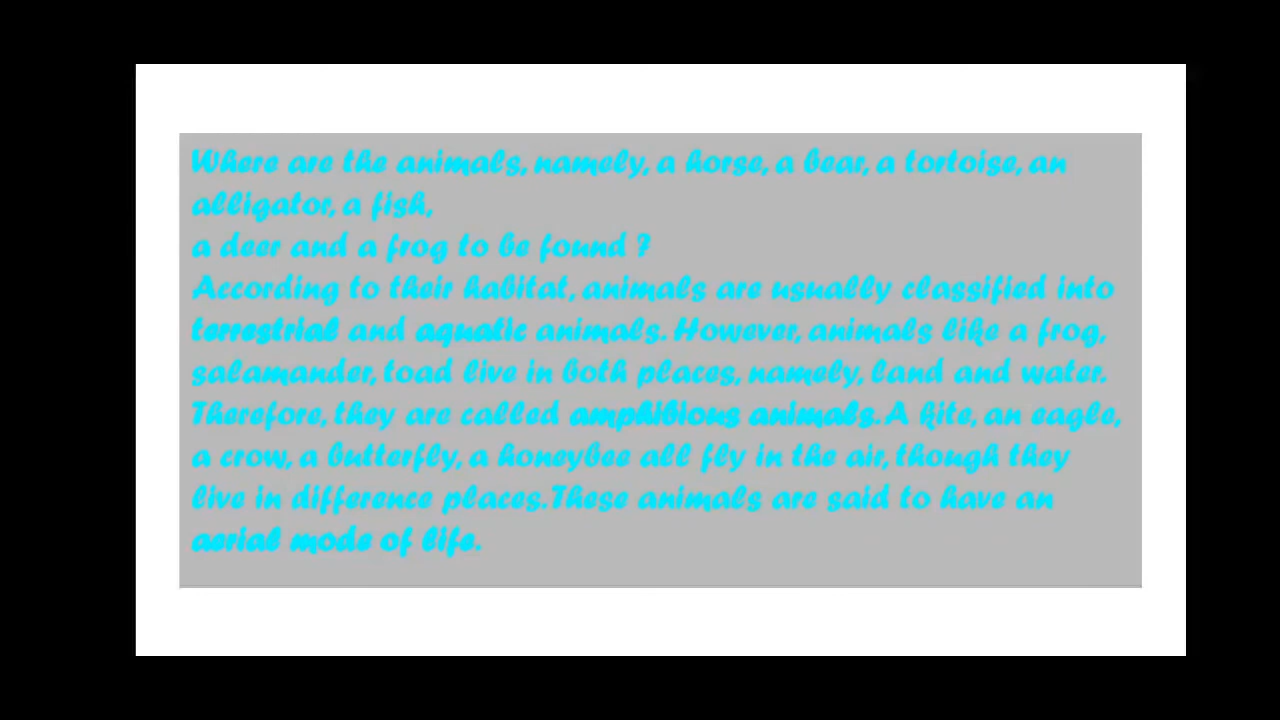 Where are the animals, namely, a horse, a bear, a tortoise, an
alligator, a fish,
a deer and a frog to be found ?
According to their habitat, animals are usually classified into
terrestrial and aquatic animals. However, animals like a frog,
salamander, toad live in both places, namely, land and water.
Therefore, they are called amphibious animals. A kite, an eagle,
a crow, a butterfly, a honeybee all fly in the air, though they
live in difference places. These animals are said to have an
aerial mode of life.